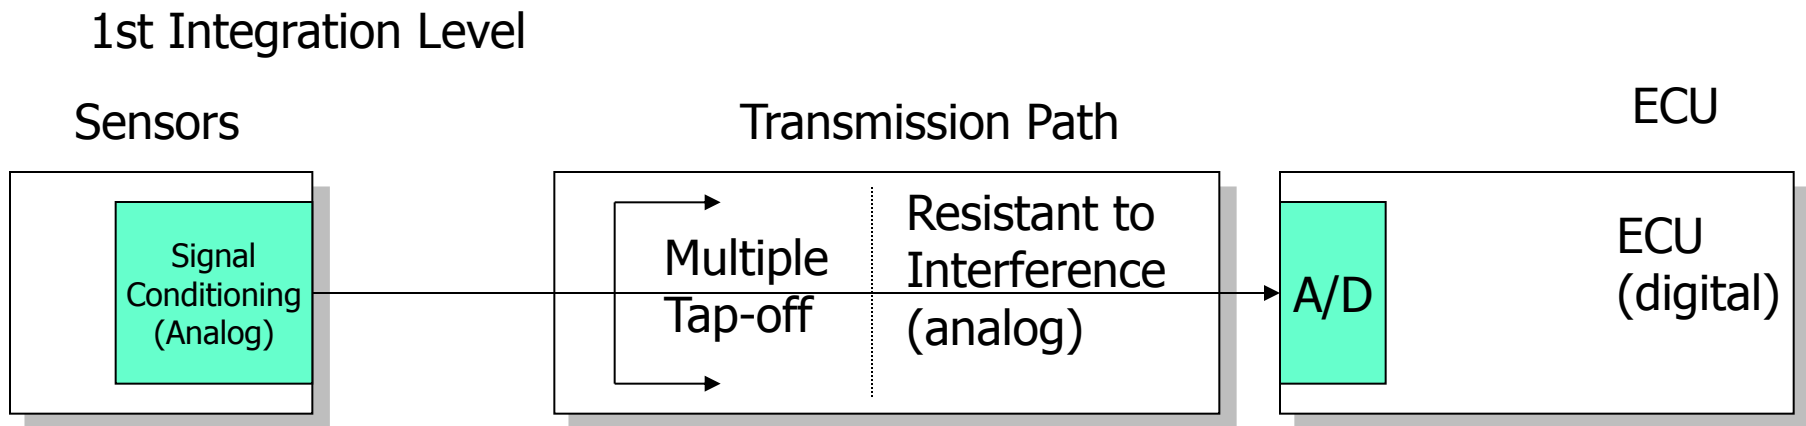 1st Integration Level
Sensors
Transmission Path
ECU
Signal
Conditioning
(Analog)
Multiple
Tap-off
Resistant to
Interference
(analog)
A/D
ECU
(digital)